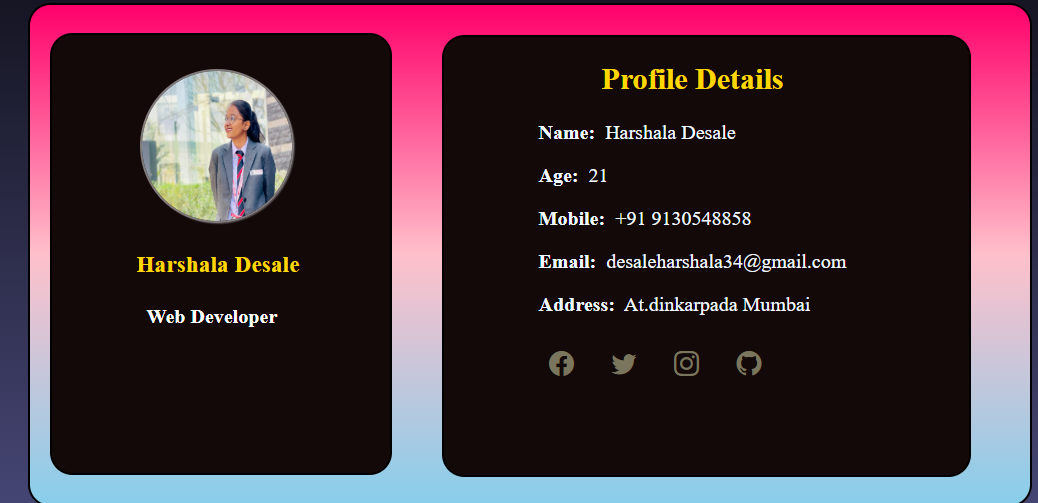 Harshala Desale
Web Developer
Profile Details
Name: Harshala Desale
Age: 21
Mobile: +91 9130548858
Email: desaleharshala34@gmail.com
Address: At.dinkarpada Mumbai